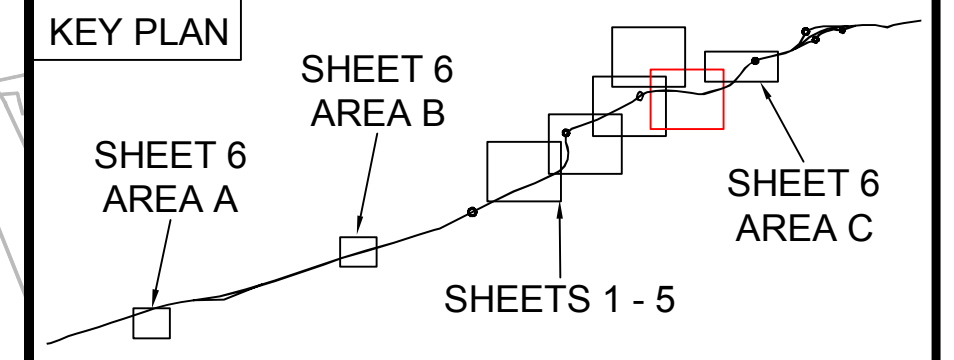 KEY PLAN
SHEET 6
AREA B
SHEET 6
AREA A
SHEET 6
AREA C
SHEETS 1 - 5